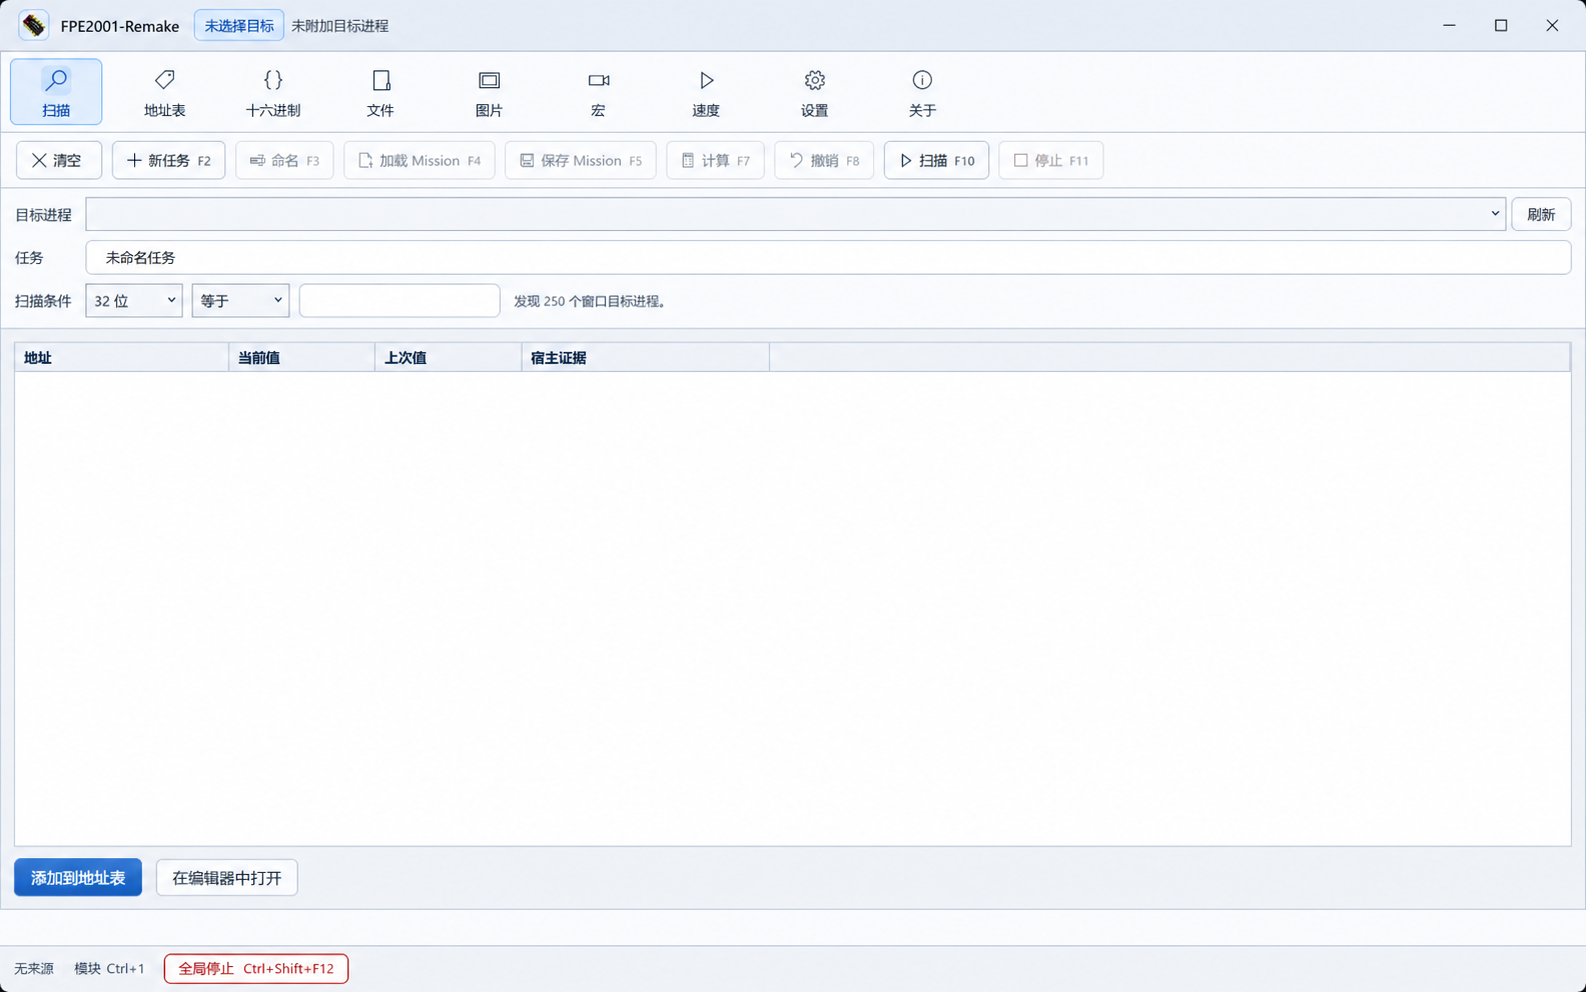 FPE2001-Remake 未选择目标 未附加目标进程
扫描 地址表 十六进制 文件 图片 宏 速度 设置 关于
清空 新任务 F2 命名 F3 加载 Mission F4 保存 Mission F5 计算 F7 撤销 F8 扫描 F10 停止 F11
目标进程 刷新
任务 未命名任务
扫描条件 32 位 等于 发现 250 个窗口目标进程。
地址 当前值 上次值 宿主证据
添加到地址表 在编辑器中打开
无来源 模块 Ctrl+1 全局停止 Ctrl+Shift+F12